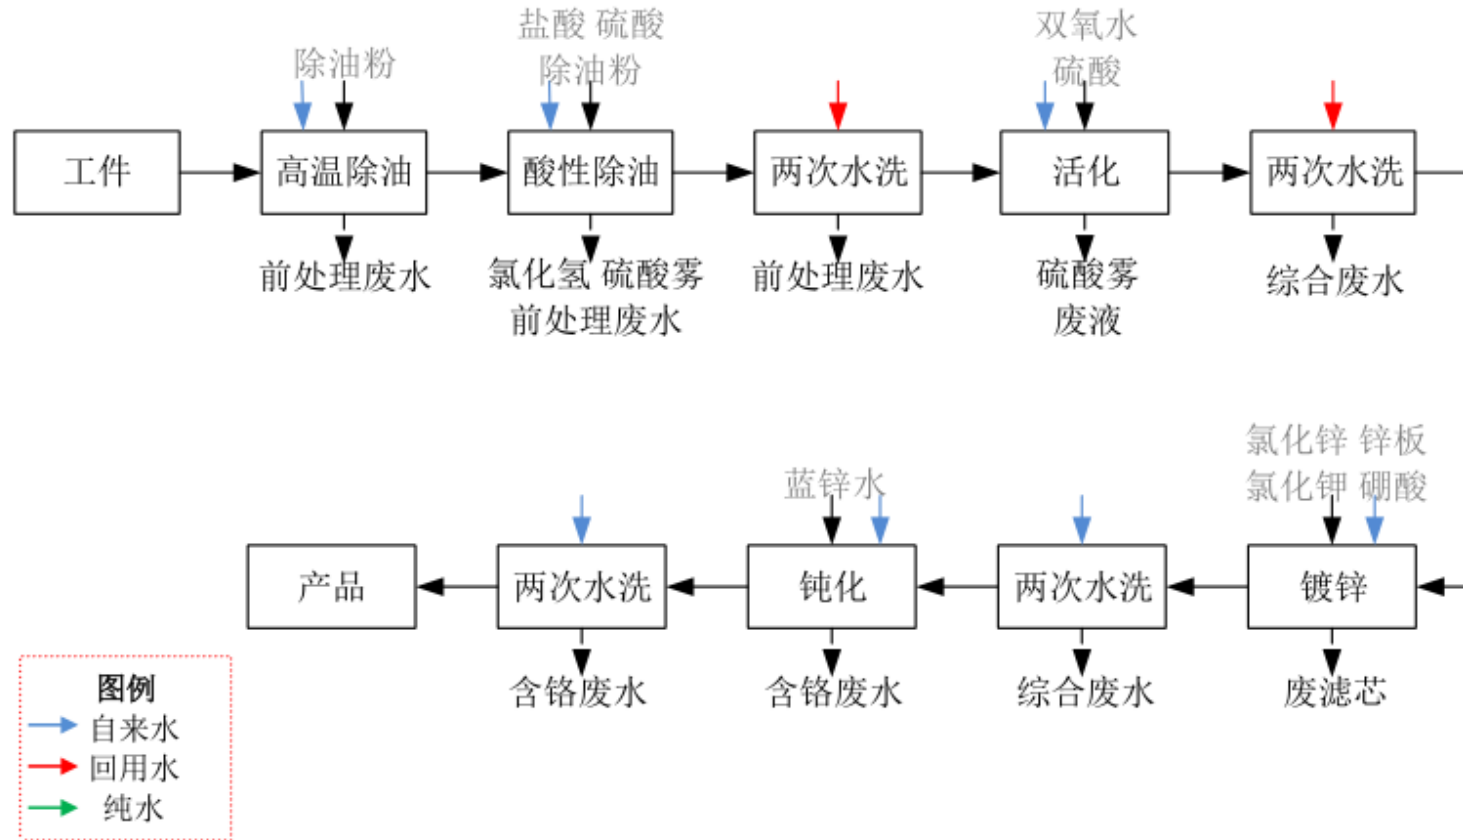 盐酸 硫酸
双氧水
除油粉
除油粉
硫酸
工件
高温除油
酸性除油
两次水洗
活化
两次水洗
前处理废水
氯化氢 硫酸雾
前处理废水
前处理废水
硫酸雾
废液
综合废水
氯化锌 锌板
氯化钾 硼酸
蓝锌水
产品
两次水洗
钝化
两次水洗
镀锌
含铬废水
含铬废水
综合废水
废滤芯
图例
自来水
回用水
纯水